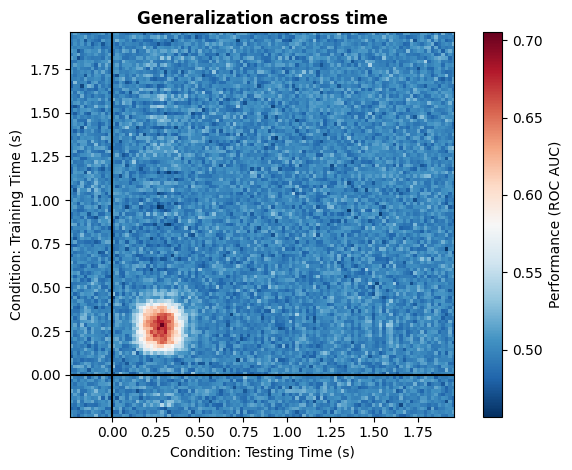 Generalization across time
Condition: Training Time (s)
1.75
1.50
1.25
1.00
0.75
0.50
0.25
0.00
0.00 0.25 0.50 0.75 1.00 1.25 1.50 1.75
Condition: Testing Time (s)
0.70
0.65
0.60
0.55
0.50
Performance (ROC AUC)